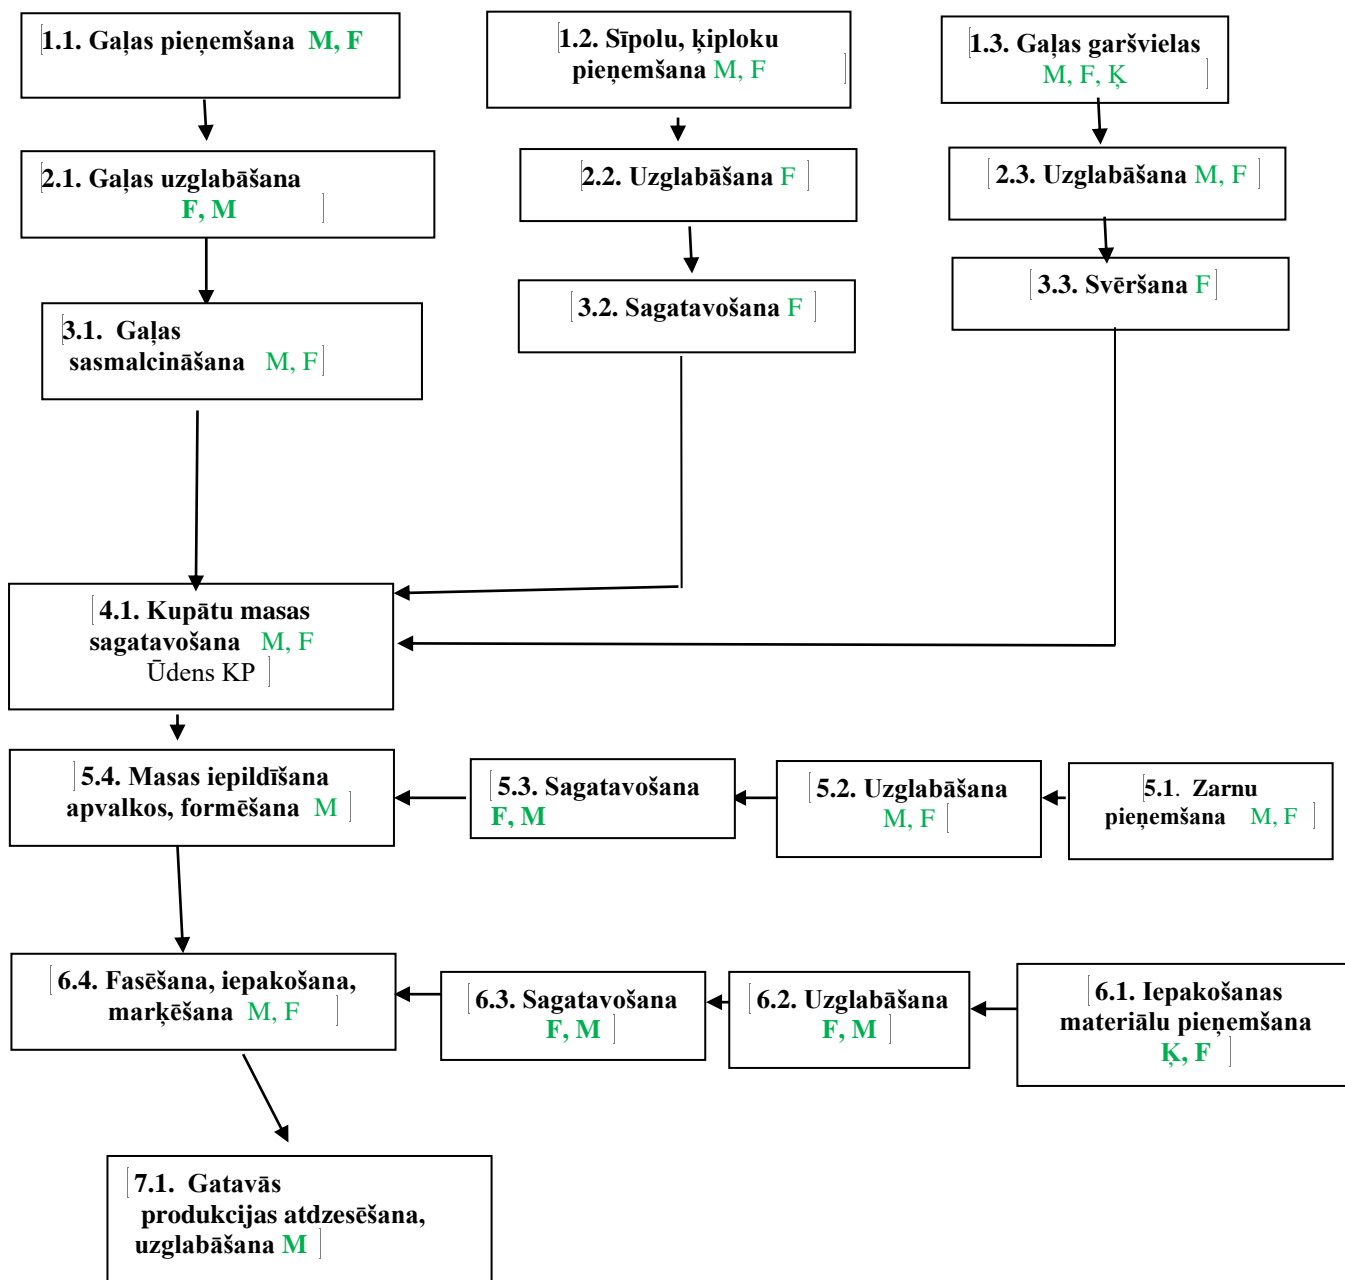 1.1. Gaļas pieņemšana M, F
1.2. Sīpolu, ķiploku
pieņemšana M, F
1.3. Gaļas garšvielas
M, F, Ķ
2.1. Gaļas uzglabāšana
F, M
2.2. Uzglabāšana F
2.3. Uzglabāšana M, F
3.1. Gaļas
sasmalcināšana M, F
3.2. Sagatavošana F
3.3. Svēršana F
4.1. Kupātu masas
sagatavošana M, F
Ūdens KP
5.4. Masas iepildīšana
apvalkos, formēšana M
5.3. Sagatavošana
F, M
5.2. Uzglabāšana
M, F
5.1. Zarnu
pieņemšana M, F
6.4. Fasēšana, iepakošana,
marķēšana M, F
6.3. Sagatavošana
F, M
6.2. Uzglabāšana
F, M
6.1. Iepakošanas
materiālu pieņemšana
Ķ, F
7.1. Gatavās
produkcijas atdzesēšana,
uzglabāšana M